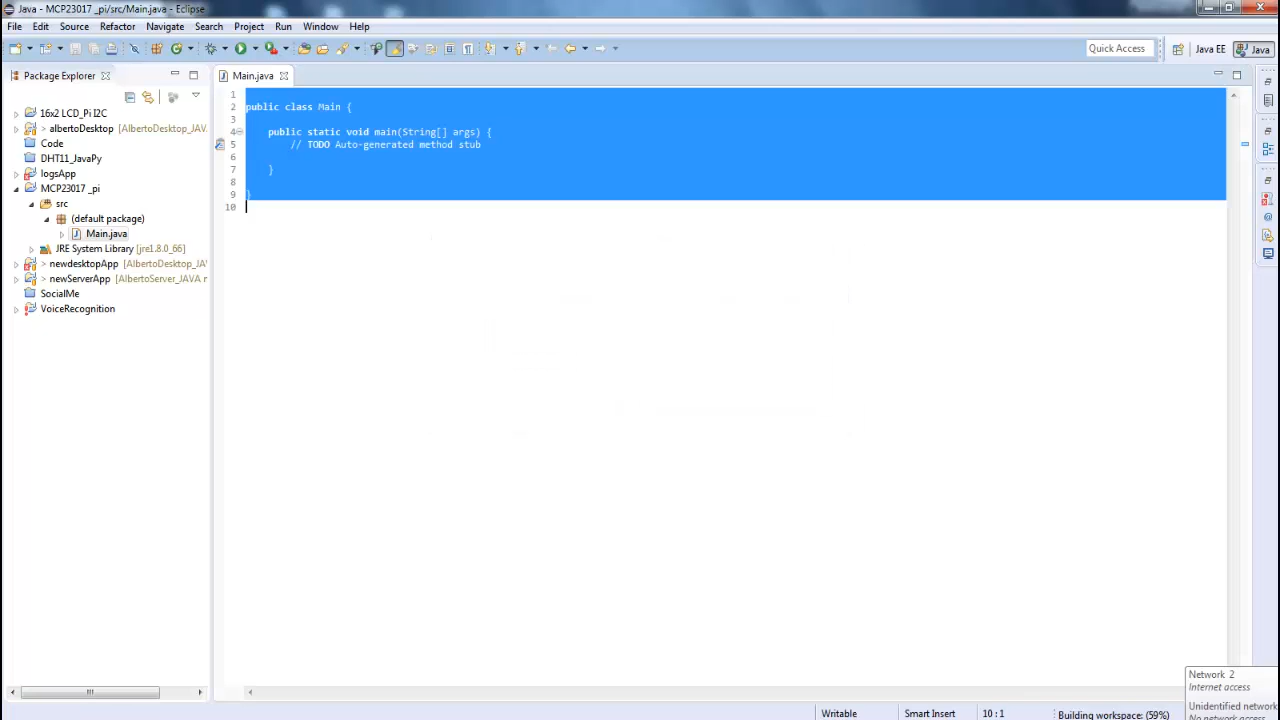 Java - MCP23017 _pi/src/Main.java - Eclipse
File Edit Source Refactor Navigate Search Project Run Window Help
Quick Access
Java EE
Java
Package Explorer
Main.java
16x2 LCD_Pi I2C
> albertoDesktop [AlbertoDesktop_JAV
Code
DHT11_JavaPy
logsApp
MCP23017 _pi
src
(default package)
Main.java
JRE System Library [jre1.8.0_66]
> newdesktopApp [AlbertoDesktop_JA
> newServerApp [AlbertoServer_JAVA n
SocialMe
VoiceRecognition
1
2 public class Main {
3
4 public static void main(String[] args) {
5 // TODO Auto-generated method stub
6
7 }
8
9 }
10
Network 2
Internet access
Unidentified network
No network access
Writable
Smart Insert
10 : 1
Building workspace: (59%)